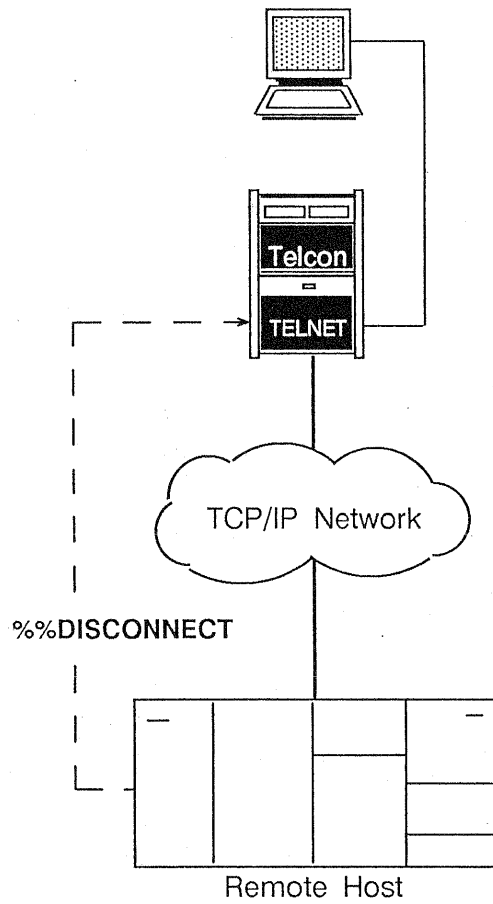 Telcon
TELNET
TCP/IP Network
%%DISCONNECT
Remote Host